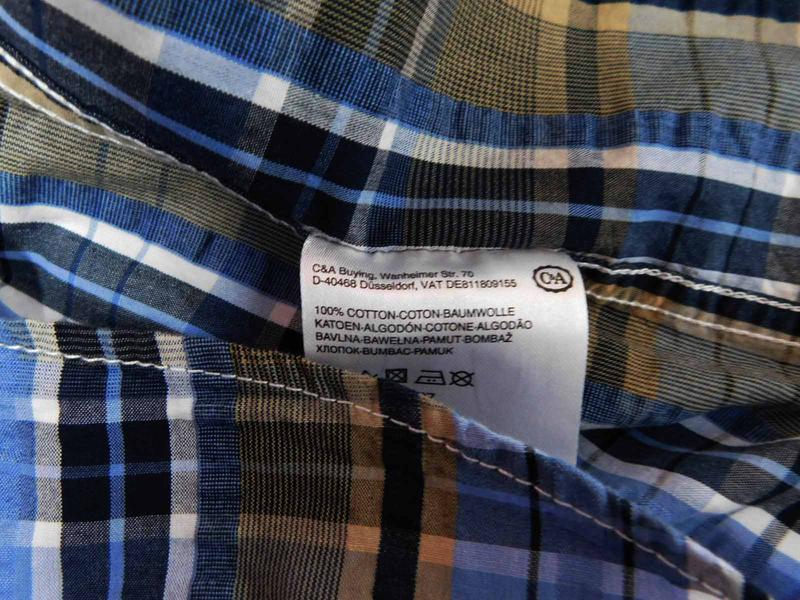 C&A Buying, Wanheimer Str. 70
D-40468 Düsseldorf, VAT DE811809155
C&A
100% COTTON-COTON-BAUMWOLLE
KATOEN-ALGODÓN-COTONE-ALGODÃO
BAVLNA-BAWEŁNA-PAMUT-BOMBAŽ
ХЛОПОК-BUMBAC-PAMUK